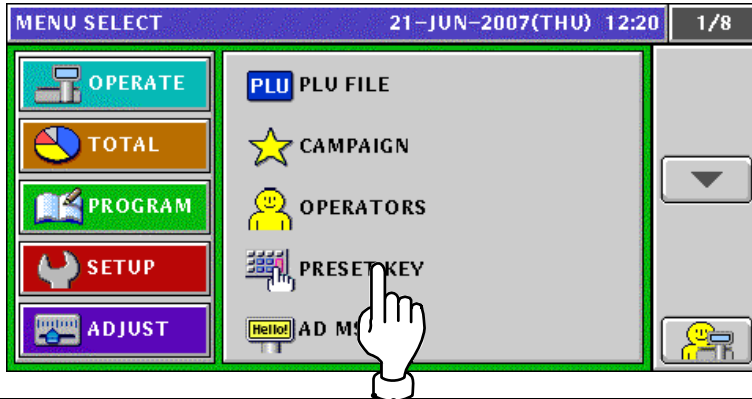 MENU SELECT 21-JUN-2007(THU) 12:20 1/8
OPERATE
TOTAL
PROGRAM
SETUP
ADJUST
PLU PLU FILE
CAMPAIGN
OPERATORS
PRESET KEY
Hello! AD